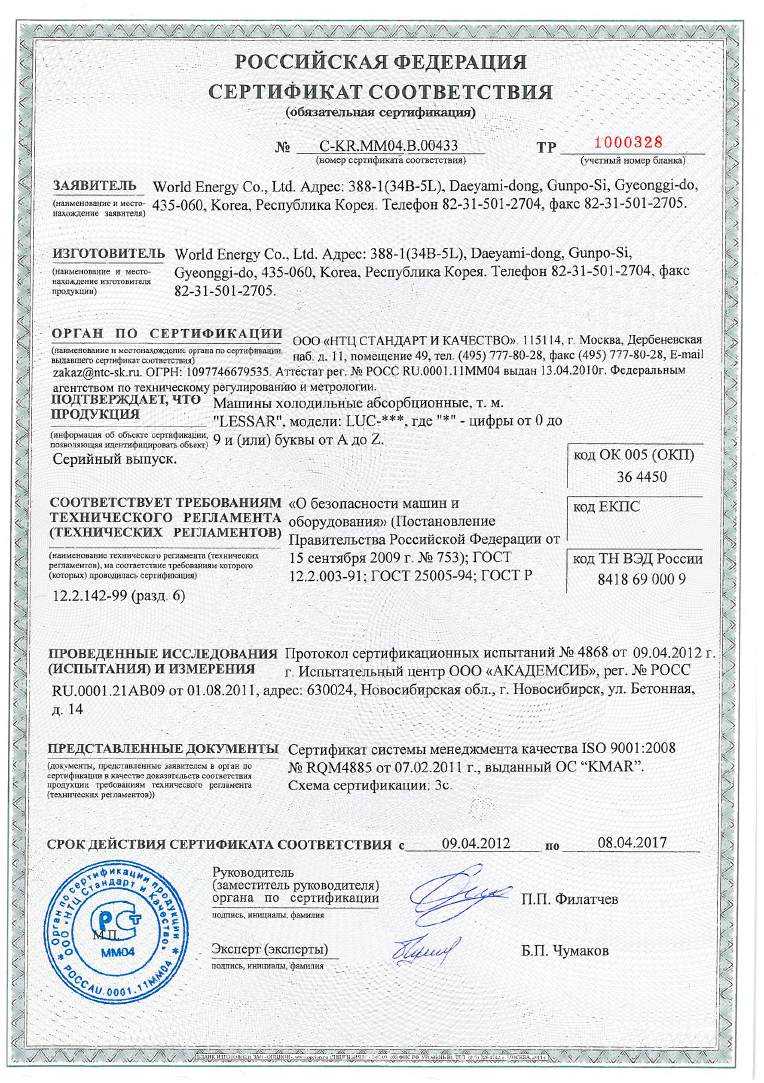 РОССИЙСКАЯ ФЕДЕРАЦИЯ
СЕРТИФИКАТ СООТВЕТСТВИЯ
(обязательная сертификация)
№ C-KR.MM04.B.00433 ТР 1000328
(номер сертификата соответствия) (учетный номер бланка)
ЗАЯВИТЕЛЬ World Energy Co., Ltd. Адрес: 388-1(34B-5L), Daeyami-dong, Gunpo-Si, Gyeonggi-do,
(наименование и место-
нахождение заявителя) 435-060, Korea, Республика Корея. Телефон 82-31-501-2704, факс 82-31-501-2705.
ИЗГОТОВИТЕЛЬ World Energy Co., Ltd. Адрес: 388-1(34B-5L), Daeyami-dong, Gunpo-Si,
(наименование и место-
нахождение изготовителя
продукции)
Gyeonggi-do, 435-060, Korea, Республика Корея. Телефон 82-31-501-2704, факс
82-31-501-2705.
ОРГАН ПО СЕРТИФИКАЦИИ ООО «НТЦ СТАНДАРТ И КАЧЕСТВО». 115114, г. Москва, Дербеневская
(наименование и местонахождение органа по сертификации,
выдавшего сертификат соответствия) наб. д. 11, помещение 49, тел. (495) 777-80-28, факс (495) 777-80-28, E-mail
zakaz@ntc-sk.ru. ОГРН: 1097746679535. Аттестат рег. № РОСС RU.0001.11ММ04 выдан 13.04.2010г. Федеральным
агентством по техническому регулированию и метрологии.
ПОДТВЕРЖДАЕТ, ЧТО Машины холодильные абсорбционные, т. м.
ПРОДУКЦИЯ "LESSAR", модели: LUC-***, где "*" - цифры от 0 до
(информация об объекте сертификации,
позволяющая идентифицировать объект) 9 и (или) буквы от A до Z.
Серийный выпуск.
код ОК 005 (ОКП)
36 4450
СООТВЕТСТВУЕТ ТРЕБОВАНИЯМ
ТЕХНИЧЕСКОГО РЕГЛАМЕНТА
(ТЕХНИЧЕСКИХ РЕГЛАМЕНТОВ)
(наименование технического регламента (технических
регламентов), на соответствие требованиям которого
(которых) проводилась сертификация)
«О безопасности машин и
оборудования» (Постановление
Правительства Российской Федерации от
15 сентября 2009 г. № 753); ГОСТ
12.2.003-91; ГОСТ 25005-94; ГОСТ Р
12.2.142-99 (разд. 6)
код ЕКПС
код ТН ВЭД России
8418 69 000 9
ПРОВЕДЕННЫЕ ИССЛЕДОВАНИЯ Протокол сертификационных испытаний № 4868 от 09.04.2012 г.
(ИСПЫТАНИЯ) И ИЗМЕРЕНИЯ г. Испытательный центр ООО «АКАДЕМСИБ», рег. № РОСС
RU.0001.21АВ09 от 01.08.2011, адрес: 630024, Новосибирская обл., г. Новосибирск, ул. Бетонная,
д. 14
ПРЕДСТАВЛЕННЫЕ ДОКУМЕНТЫ Сертификат системы менеджмента качества ISO 9001:2008
(документы, представленные заявителем в орган по
сертификации в качестве доказательств соответствия
продукции требованиям технического регламента
(технических регламентов))
№ RQM4885 от 07.02.2011 г., выданный ОС “KMAR”.
Схема сертификации: 3с.
СРОК ДЕЙСТВИЯ СЕРТИФИКАТА СООТВЕТСТВИЯ с 09.04.2012 по 08.04.2017
Руководитель
(заместитель руководителя)
органа по сертификации П.П. Филатчев
подпись, инициалы, фамилия
Эксперт (эксперты) Б.П. Чумаков
подпись, инициалы, фамилия
М.П.
Орган по сертификации продукции
ООО «НТЦ Стандарт и Качество»
РСТ
ММ04
РОСС RU.0001.11ММ04